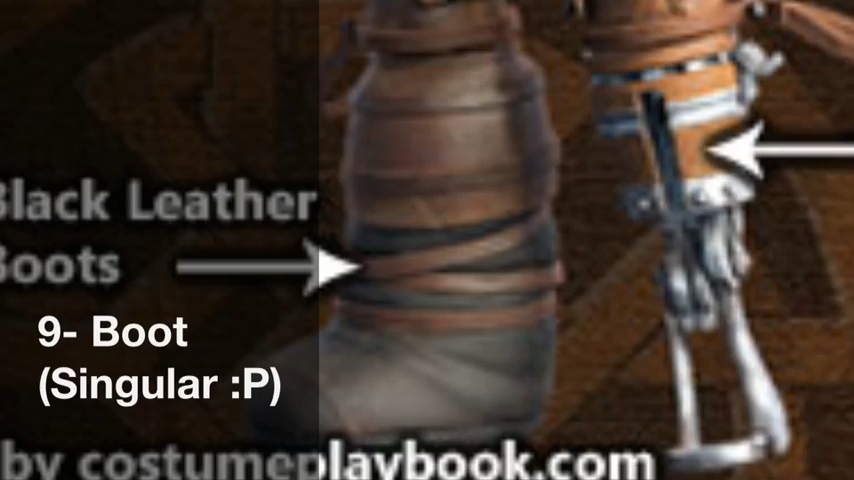 Black Leather
Boots
9- Boot
(Singular :P)
by costumeplaybook.com